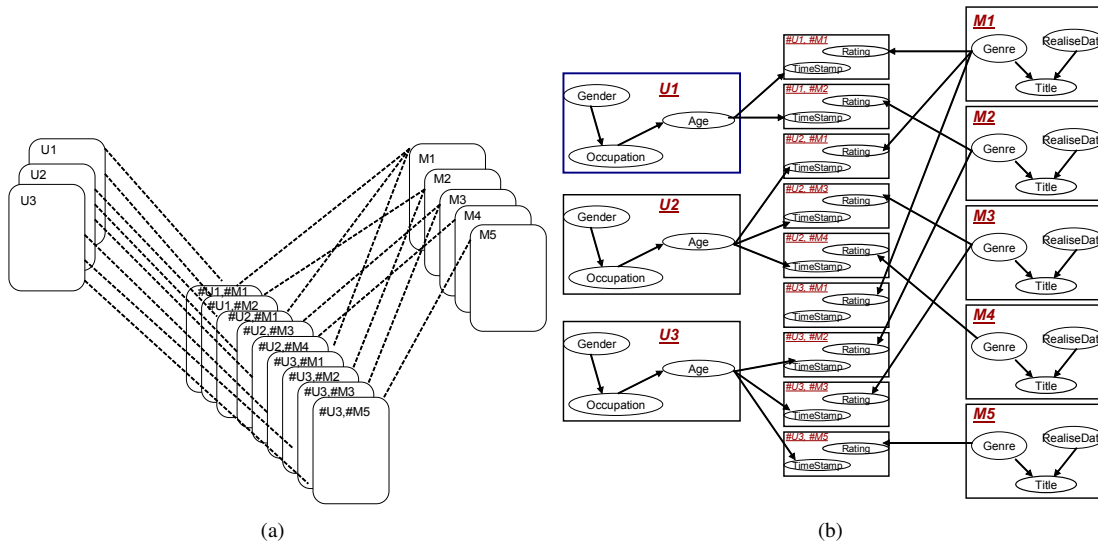 U1
U2
U3
M1
M2
M3
M4
M5
#U1,#M1
#U1,#M2
#U2,#M1
#U2,#M3
#U2,#M4
#U3,#M1
#U3,#M2
#U3,#M3
#U3,#M5
(a)
U1
Gender
Age
Occupation
U2
Gender
Age
Occupation
U3
Gender
Age
Occupation
#U1, #M1
Rating
TimeStamp
#U1, #M2
Rating
TimeStamp
#U2, #M1
Rating
TimeStamp
#U2, #M3
Rating
TimeStamp
#U2, #M4
Rating
TimeStamp
#U3, #M1
Rating
TimeStamp
#U3, #M2
Rating
TimeStamp
#U3, #M3
Rating
TimeStamp
#U3, #M5
Rating
TimeStamp
M1
Genre
RealiseDat
Title
M2
Genre
RealiseDat
Title
M3
Genre
RealiseDat
Title
M4
Genre
RealiseDat
Title
M5
Genre
RealiseDat
Title
(b)